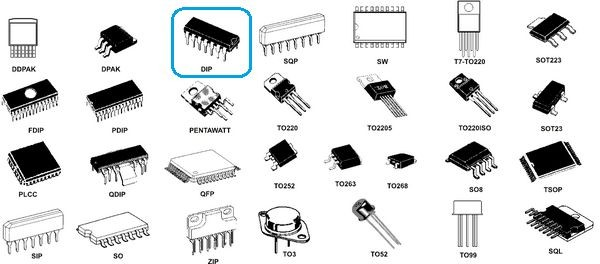 DDPAK
DPAK
DIP
SQP
SW
T7-TO220
SOT223
FDIP
PDIP
PENTAWATT
TO220
TO2205
TO220ISO
SOT23
PLCC
QDIP
QFP
TO252
TO263
TO268
SO8
TSOP
SIP
SO
ZIP
TO3
TO52
TO99
SQL